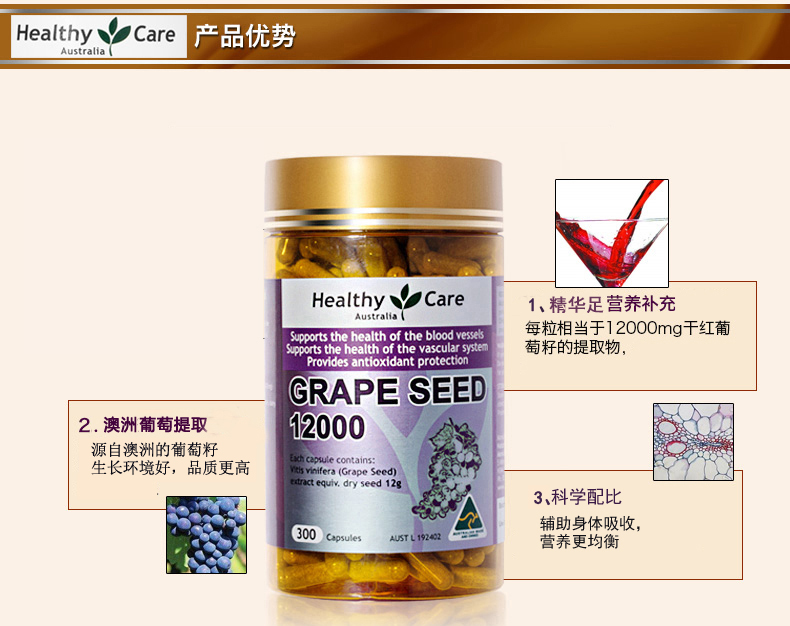 Healthy Care
Australia
产品优势
Healthy Care
Australia
Supports the health of the blood vessels
Supports the health of the vascular system
Provides antioxidant protection
GRAPE SEED
12000
Each capsule contains:
Vitis vinifera (Grape Seed)
extract equiv. dry seed 12g
300 Capsules
AUST L 192402
1、精华足营养补充
每粒相当于12000mg干红葡
萄籽的提取物,
2. 澳洲葡萄提取
源自澳洲的葡萄籽
生长环境好，品质更高
3、科学配比
辅助身体吸收，
营养更均衡